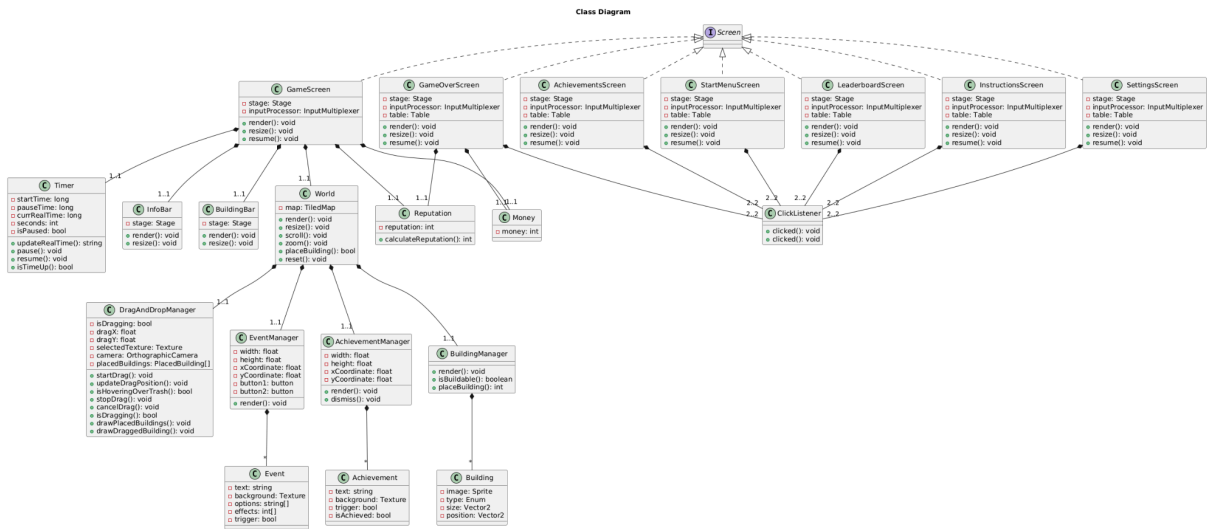 Class Diagram
I Screen
C GameScreen
stage: Stage
inputProcessor: InputMultiplexer
render(): void
resize(): void
resume(): void
C GameOverScreen
stage: Stage
inputProcessor: InputMultiplexer
table: Table
render(): void
resize(): void
resume(): void
C AchievementsScreen
stage: Stage
inputProcessor: InputMultiplexer
table: Table
render(): void
resize(): void
resume(): void
C StartMenuScreen
stage: Stage
inputProcessor: InputMultiplexer
table: Table
render(): void
resize(): void
resume(): void
C LeaderboardScreen
stage: Stage
inputProcessor: InputMultiplexer
table: Table
render(): void
resize(): void
resume(): void
C InstructionsScreen
stage: Stage
inputProcessor: InputMultiplexer
table: Table
render(): void
resize(): void
resume(): void
C SettingsScreen
stage: Stage
inputProcessor: InputMultiplexer
table: Table
render(): void
resize(): void
resume(): void
1..1
1..1
1..1
1..1
1..1
1..1
1..1
1..1
2..2
2..2
2..2
2..2
2..2
2..2
C Timer
startTime: long
pauseTime: long
currRealTime: long
seconds: int
isPaused: bool
updateRealTime(): string
pause(): void
resume(): void
isTimeUp(): bool
C InfoBar
stage: Stage
render(): void
resize(): void
C BuildingBar
stage: Stage
render(): void
resize(): void
C World
map: TiledMap
render(): void
resize(): void
scroll(): void
zoom(): void
placeBuilding(): bool
reset(): void
C Reputation
reputation: int
calculateReputation(): int
C Money
money: int
C ClickListener
clicked(): void
clicked(): void
1..1
1..1
1..1
1..1
C DragAndDropManager
isDragging: bool
dragX: float
dragY: float
selectedTexture: Texture
camera: OrthographicCamera
placedBuildings: PlacedBuilding[]
startDrag(): void
updateDragPosition(): void
isHoveringOverTrash(): bool
stopDrag(): void
cancelDrag(): void
isDragging(): bool
drawPlacedBuildings(): void
drawDraggedBuilding(): void
C EventManager
width: float
height: float
xCoordinate: float
yCoordinate: float
button1: button
button2: button
render(): void
C AchievementManager
width: float
height: float
xCoordinate: float
yCoordinate: float
render(): void
dismiss(): void
C BuildingManager
render(): void
isBuildable(): boolean
placeBuilding(): int
*
*
*
C Event
text: string
background: Texture
options: string[]
effects: int[]
trigger: bool
C Achievement
text: string
background: Texture
trigger: bool
isAchieved: bool
C Building
image: Sprite
type: Enum
size: Vector2
position: Vector2